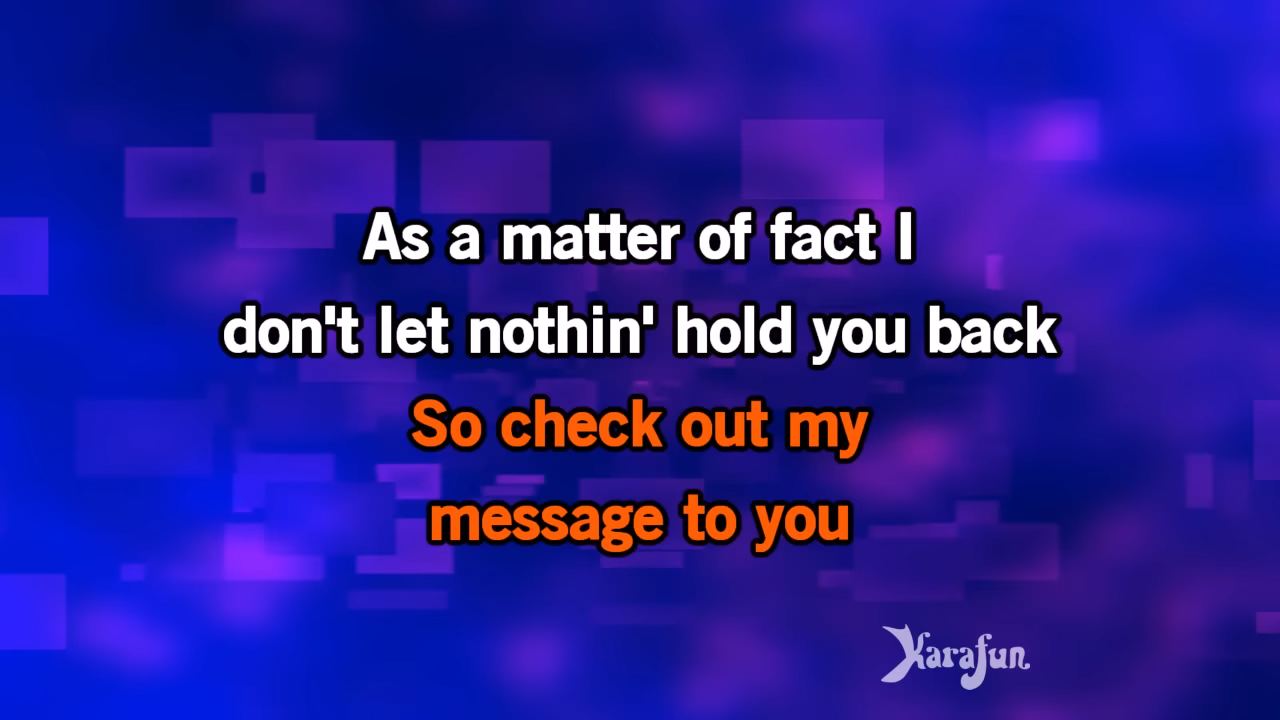 As a matter of fact I
don't let nothin' hold you back
So check out my
message to you
Karafun